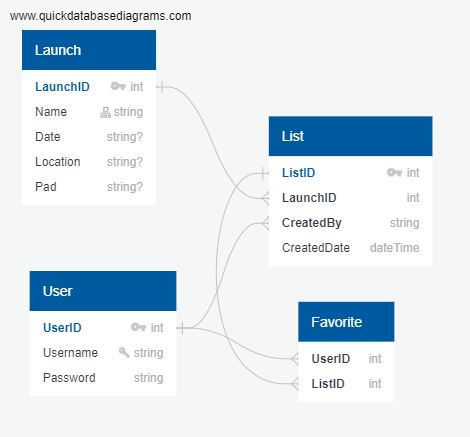 www.quickdatabasediagrams.com
Launch
LaunchID int
Name string
Date string?
Location string?
Pad string?
List
ListID int
LaunchID int
CreatedBy string
CreatedDate dateTime
User
UserID int
Username string
Password string
Favorite
UserID int
ListID int